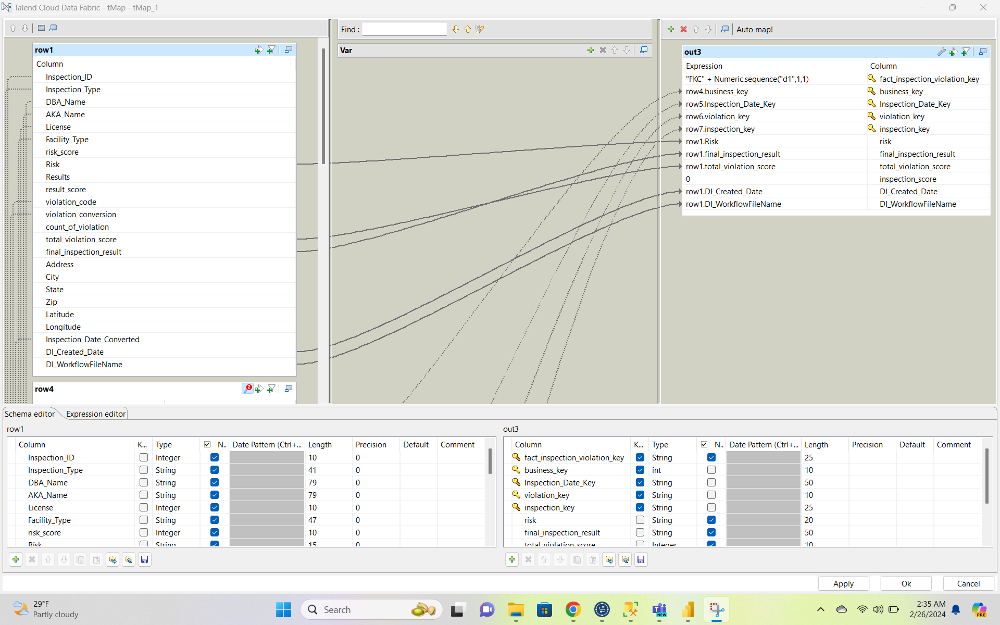 Talend Cloud Data Fabric - tMap - tMap_1
Find :
Auto map!
row1
Column
Inspection_ID
Inspection_Type
DBA_Name
AKA_Name
License
Facility_Type
risk_score
Risk
Results
result_score
violation_code
violation_conversion
count_of_violation
total_violation_score
final_inspection_result
Address
City
State
Zip
Latitude
Longitude
Inspection_Date_Converted
DI_Created_Date
DI_WorkflowFileName
row4
2
Var
out3
Expression Column
"FKC" + Numeric.sequence("d1",1,1) fact_inspection_violation_key
row4.business_key business_key
row5.Inspection_Date_Key Inspection_Date_Key
row6.violation_key violation_key
row7.inspection_key inspection_key
row1.Risk risk
row1.final_inspection_result final_inspection_result
row1.total_violation_score total_violation_score
0 inspection_score
row1.DI_Created_Date DI_Created_Date
row1.DI_WorkflowFileName DI_WorkflowFileName
Schema editor Expression editor
row1
Column K... Type N.. Date Pattern (Ctrl+... Length Precision Default Comment
Inspection_ID Integer 10 0
Inspection_Type String 41 0
DBA_Name String 79 0
AKA_Name String 79 0
License Integer 10 0
Facility_Type String 47 0
risk_score Integer 10 0
Risk String 15 0
out3
Column K... Type N.. Date Pattern (Ctrl+... Length Precision Default Comment
fact_inspection_violation_key String 25
business_key int 10
Inspection_Date_Key String 50
violation_key String 10
inspection_key String 25
risk String 20
final_inspection_result String 50
total_violation_score Integer 10
Apply Ok Cancel
29°F
Partly cloudy
Search
NEW
2:35 AM
2/26/2024
PRE